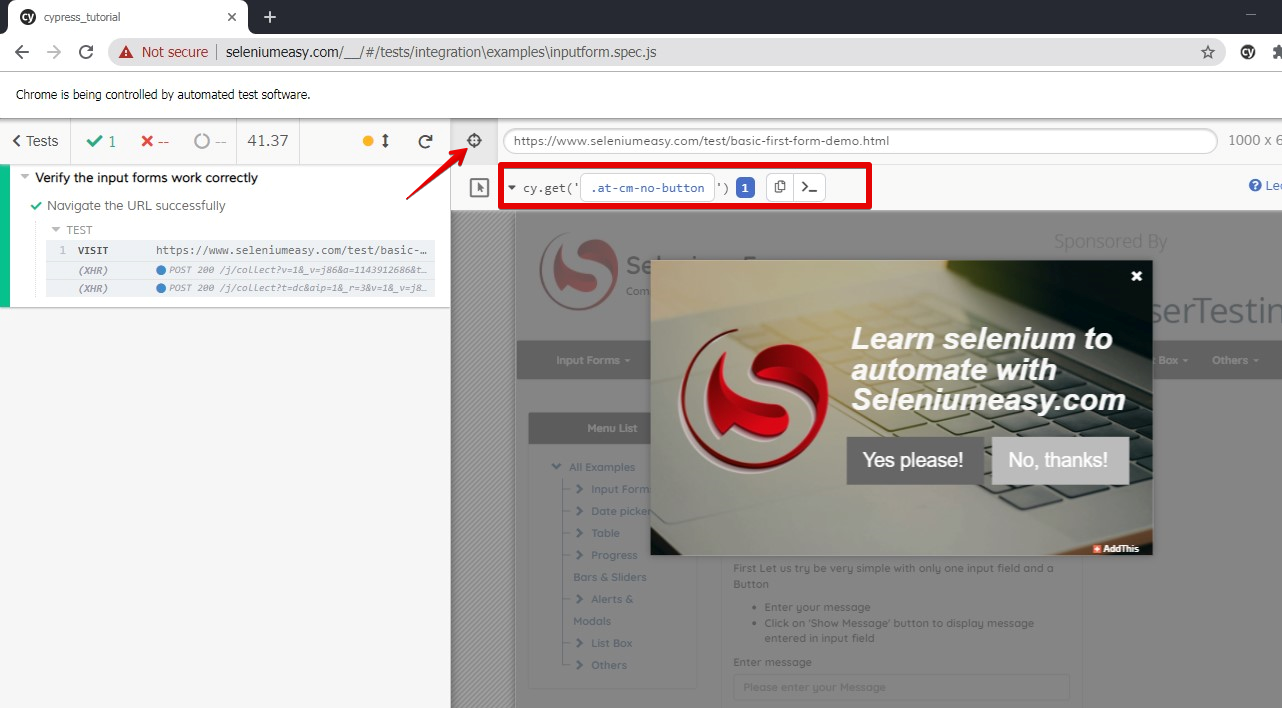 cypress_tutorial
Not secure
seleniumeasy.com/__/#/tests/integration\examples\inputform.spec.js
Chrome is being controlled by automated test software.
Tests
1
--
--
41.37
https://www.seleniumeasy.com/test/basic-first-form-demo.html
1000 x 6
cy.get('
.at-cm-no-button
')
1
Verify the input forms work correctly
Navigate the URL successfully
TEST
1 VISIT https://www.seleniumeasy.com/test/basic-…
(XHR) POST 200 /j/collect?v=1&_v=j86&a=1143912686&t…
(XHR) POST 200 /j/collect?t=dc&aip=1&_r=3&v=1&_v=j8…
Sponsored By
Com
serTestin
Input Forms
Box
Others
Learn selenium to
automate with
Seleniumeasy.com
Yes please!
No, thanks!
AddThis
Menu List
All Examples
Input Form
Date picker
Table
Progress
Bars & Sliders
Alerts &
Modals
List Box
Others
First Let us try be very simple with only one input field and a
Button
Enter your message
Click on 'Show Message' button to display message
entered in input field
Enter message
Please enter your Message